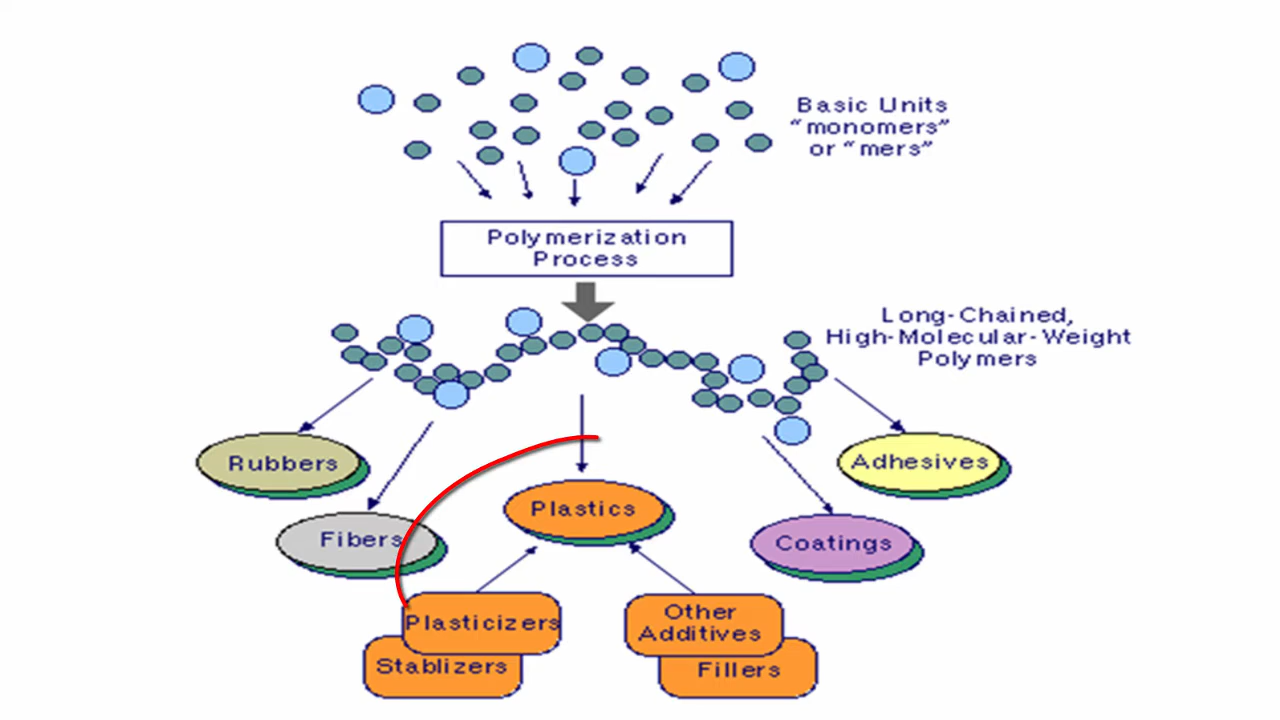 Basic Units
"monomers"
or "mers"
Polymerization
Process
Long-Chained,
High-Molecular-Weight
Polymers
Rubbers
Adhesives
Plastics
Fibers
Coatings
Plasticizers
Other
Additives
Stablizers
Fillers